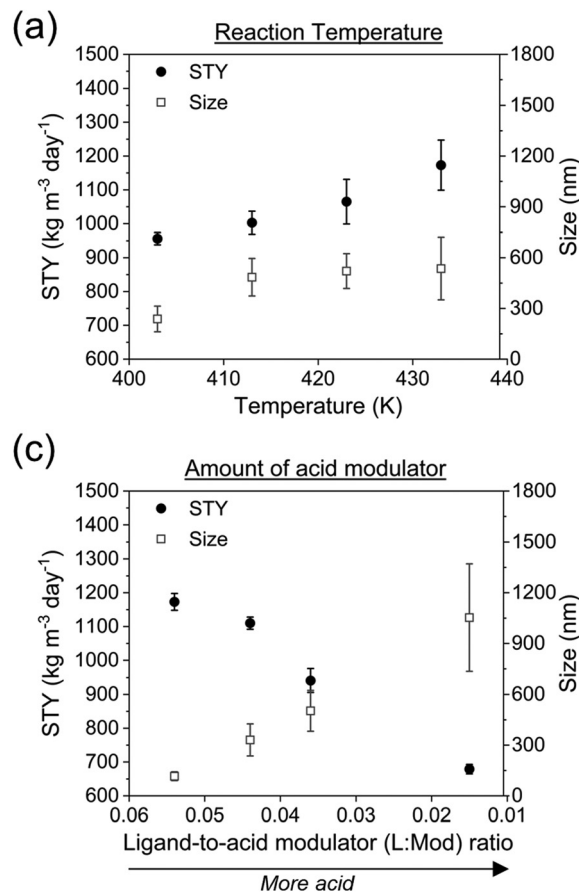 (a)
Reaction Temperature
STY
Size
1500
1400
1300
1200
1100
1000
900
800
700
600
STY (kg m⁻³ day⁻¹)
1800
1500
1200
900
600
300
0
Size (nm)
400 410 420 430 440
Temperature (K)
(c)
Amount of acid modulator
STY
Size
1500
1400
1300
1200
1100
1000
900
800
700
600
STY (kg m⁻³ day⁻¹)
1800
1500
1200
900
600
300
0
Size (nm)
0.06 0.05 0.04 0.03 0.02 0.01
Ligand-to-acid modulator (L:Mod) ratio
More acid